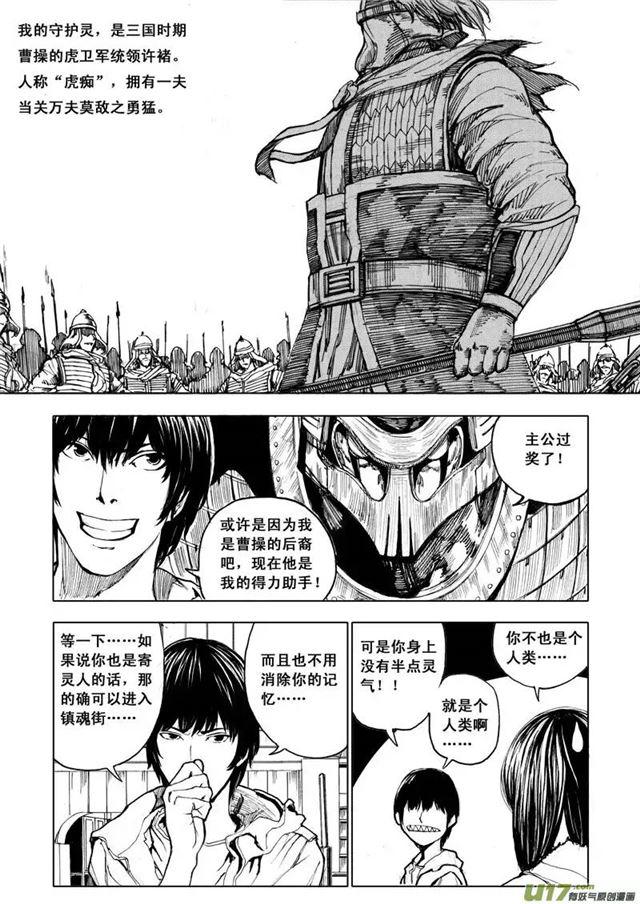 我的守护灵，是三国时期
曹操的虎卫军统领许褚。
人称“虎痴”，拥有一夫
当关万夫莫敌之勇猛。
主公过
奖了！
或许是因为我
是曹操的后裔
吧，现在他是
我的得力助手！
等一下……如
果说你也是寄
灵人的话，那
的确可以进入
镇魂街……
而且也不用
消除你的记
忆……
你不也是个
人类……
可是你身上
没有半点灵
气！！
就是个
人类啊
……
U17.com
有妖气原创漫画